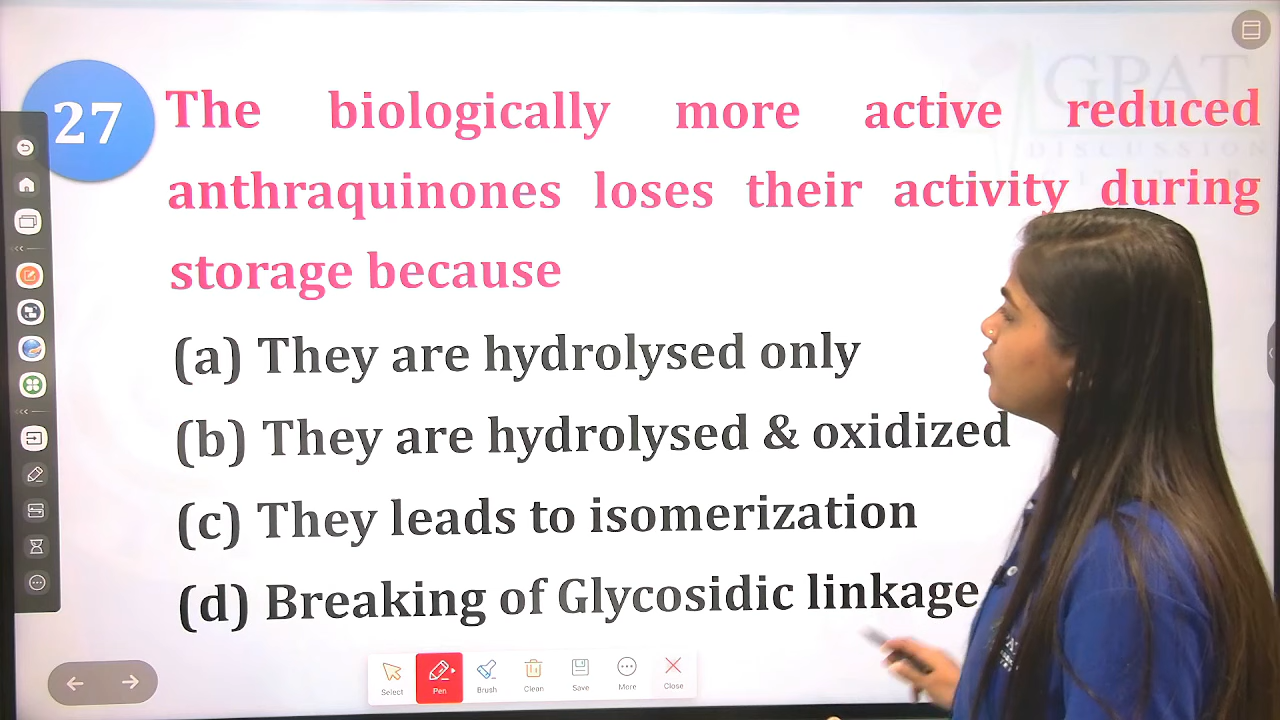 27
The biologically more active reduced
anthraquinones loses their activity during
storage because
(a) They are hydrolysed only
(b) They are hydrolysed & oxidized
(c) They leads to isomerization
(d) Breaking of Glycosidic linkage
GPAT
DISCUSSION
Select Pen Brush Clean Save More Close